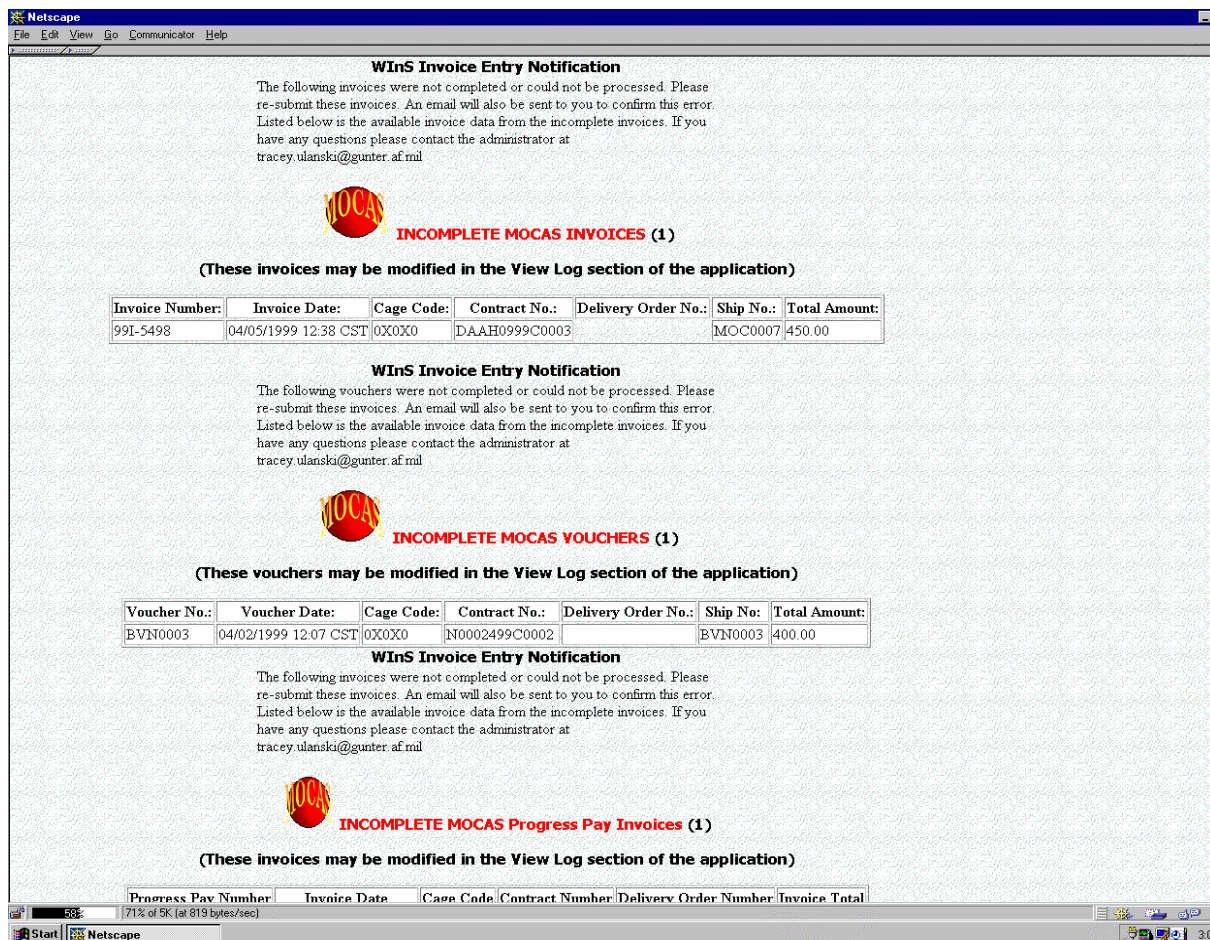 Netscape
File Edit View Go Communicator Help
WInS Invoice Entry Notification
The following invoices were not completed or could not be processed. Please
re-submit these invoices. An email will also be sent to you to confirm this error.
Listed below is the available invoice data from the incomplete invoices. If you
have any questions please contact the administrator at
tracey.ulanski@gunter.af.mil
MOCAS
INCOMPLETE MOCAS INVOICES (1)
(These invoices may be modified in the View Log section of the application)
Invoice Number: Invoice Date: Cage Code: Contract No.: Delivery Order No.: Ship No.: Total Amount:
99I-5498 04/05/1999 12:38 CST 0X0X0 DAAH0999C0003 MOC0007 450.00
WInS Invoice Entry Notification
The following vouchers were not completed or could not be processed. Please
re-submit these invoices. An email will also be sent to you to confirm this error.
Listed below is the available invoice data from the incomplete invoices. If you
have any questions please contact the administrator at
tracey.ulanski@gunter.af.mil
MOCAS
INCOMPLETE MOCAS VOUCHERS (1)
(These vouchers may be modified in the View Log section of the application)
Voucher No.: Voucher Date: Cage Code: Contract No.: Delivery Order No.: Ship No: Total Amount:
BVN0003 04/02/1999 12:07 CST 0X0X0 N0002499C0002 BVN0003 400.00
WInS Invoice Entry Notification
The following invoices were not completed or could not be processed. Please
re-submit these invoices. An email will also be sent to you to confirm this error.
Listed below is the available invoice data from the incomplete invoices. If you
have any questions please contact the administrator at
tracey.ulanski@gunter.af.mil
MOCAS
INCOMPLETE MOCAS Progress Pay Invoices (1)
(These invoices may be modified in the View Log section of the application)
Progress Pay Number Invoice Date Cage Code Contract Number Delivery Order Number Invoice Total
58% 71% of 5K (at 819 bytes/sec)
Start Netscape